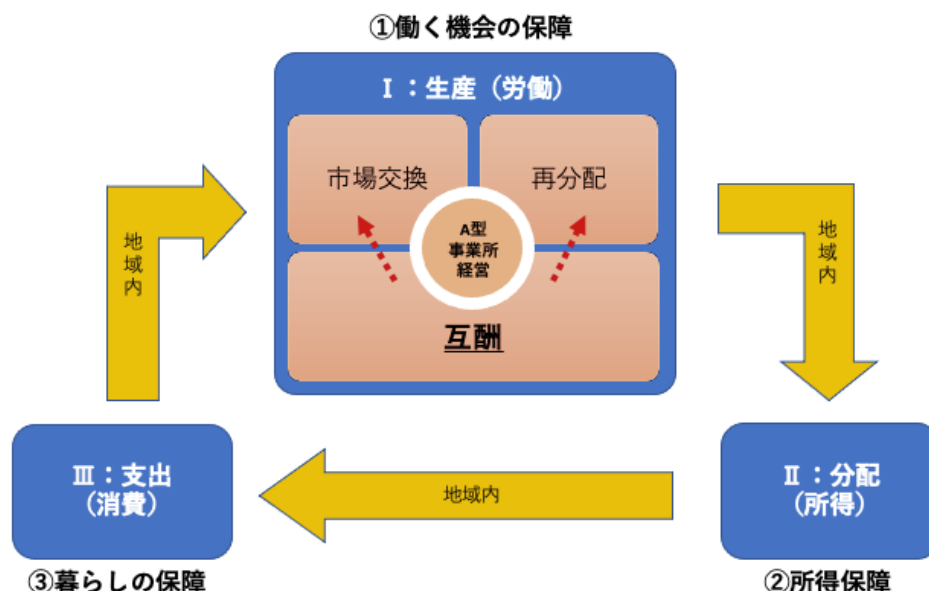 ①働く機会の保障
Ⅰ：生産（労働）
市場交換
再分配
A型
事業所
経営
互酬
地域内
地域内
Ⅲ：支出
（消費）
地域内
Ⅱ：分配
（所得）
③暮らしの保障
②所得保障